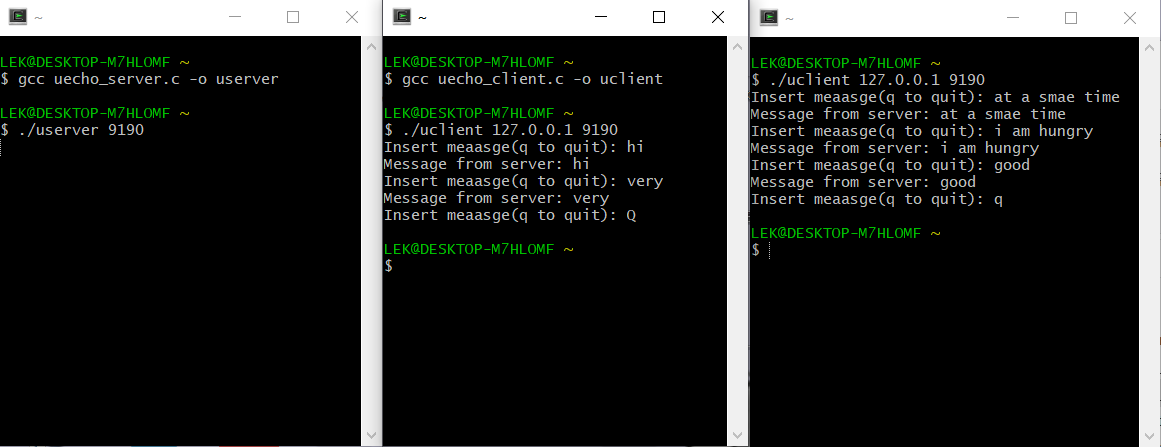 ~
LEK@DESKTOP-M7HLOMF ~
$ gcc uecho_server.c -o userver
LEK@DESKTOP-M7HLOMF ~
$ ./userver 9190
~
LEK@DESKTOP-M7HLOMF ~
$ gcc uecho_client.c -o uclient
LEK@DESKTOP-M7HLOMF ~
$ ./uclient 127.0.0.1 9190
Insert meaasge(q to quit): hi
Message from server: hi
Insert meaasge(q to quit): very
Message from server: very
Insert meaasge(q to quit): Q
LEK@DESKTOP-M7HLOMF ~
$
~
LEK@DESKTOP-M7HLOMF ~
$ ./uclient 127.0.0.1 9190
Insert meaasge(q to quit): at a smae time
Message from server: at a smae time
Insert meaasge(q to quit): i am hungry
Message from server: i am hungry
Insert meaasge(q to quit): good
Message from server: good
Insert meaasge(q to quit): q
LEK@DESKTOP-M7HLOMF ~
$